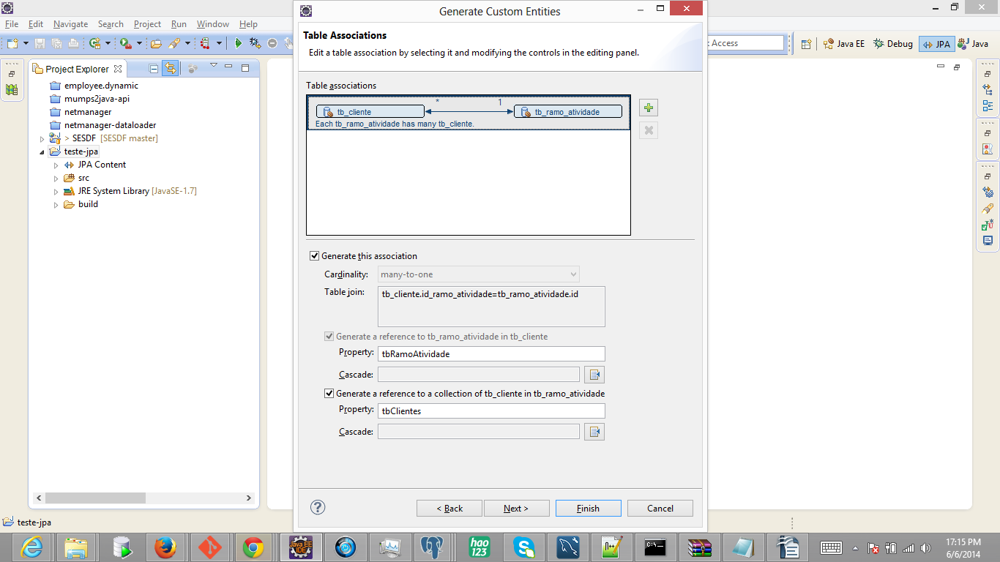 Generate Custom Entities
File Edit Navigate Search Project Run Window Help
Access
Java EE Debug JPA Java
Project Explorer
employee.dynamic
mumps2java-api
netmanager
netmanager-dataloader
> SESDF [SESDF master]
teste-jpa
JPA Content
src
JRE System Library [JavaSE-1.7]
build
Table Associations
Edit a table association by selecting it and modifying the controls in the editing panel.
Table associations
* 1
tb_cliente tb_ramo_atividade
Each tb_ramo_atividade has many tb_cliente.
Generate this association
Cardinality: many-to-one
Table join: tb_cliente.id_ramo_atividade=tb_ramo_atividade.id
Generate a reference to tb_ramo_atividade in tb_cliente
Property: tbRamoAtividade
Cascade:
Generate a reference to a collection of tb_cliente in tb_ramo_atividade
Property: tbClientes
Cascade:
? < Back Next > Finish Cancel
teste-jpa
Java EE
IDE
hao
123
C:\.
17:15 PM
6/6/2014